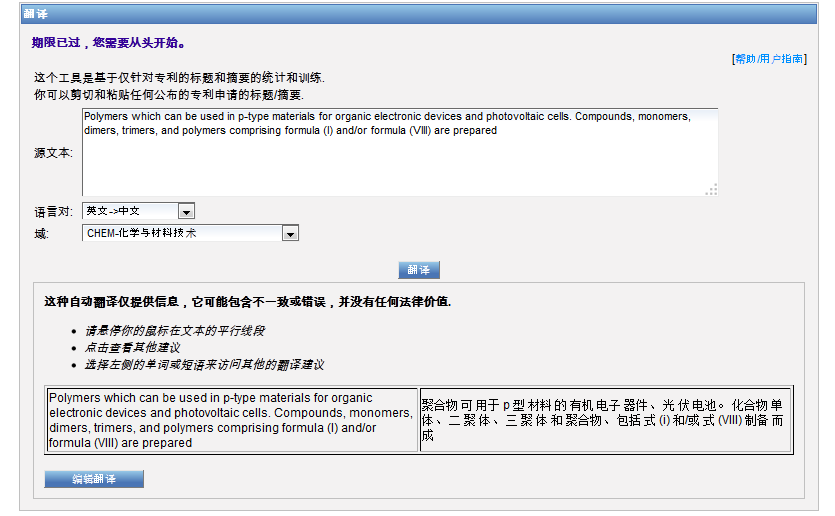 翻译
期限已过，您需要从头开始。
[帮助/用户指南]
这个工具是基于仅针对专利的标题和摘要的统计和训练.
你可以剪切和粘贴任何公布的专利申请的标题/摘要.
源文本:
Polymers which can be used in p-type materials for organic electronic devices and photovoltaic cells. Compounds, monomers,
dimers, trimers, and polymers comprising formula (I) and/or formula (VIII) are prepared
语言对: 英文->中文
域: CHEM-化学与材料技术
翻译
这种自动翻译仅提供信息，它可能包含不一致或错误，并没有任何法律价值.
• 请悬停你的鼠标在文本的平行线段
• 点击查看其他建议
• 选择左侧的单词或短语来访问其他的翻译建议
Polymers which can be used in p-type materials for organic
electronic devices and photovoltaic cells. Compounds, monomers,
dimers, trimers, and polymers comprising formula (I) and/or
formula (VIII) are prepared
聚合物 可 用于 p 型 材料 的 有机 电子 器件 、 光 伏 电池 。 化合物 单
体 、 二 聚 体 、 三 聚 体 和 聚合物 、 包括 式 (i) 和/或 式 (VIII) 制备 而
成
编辑翻译